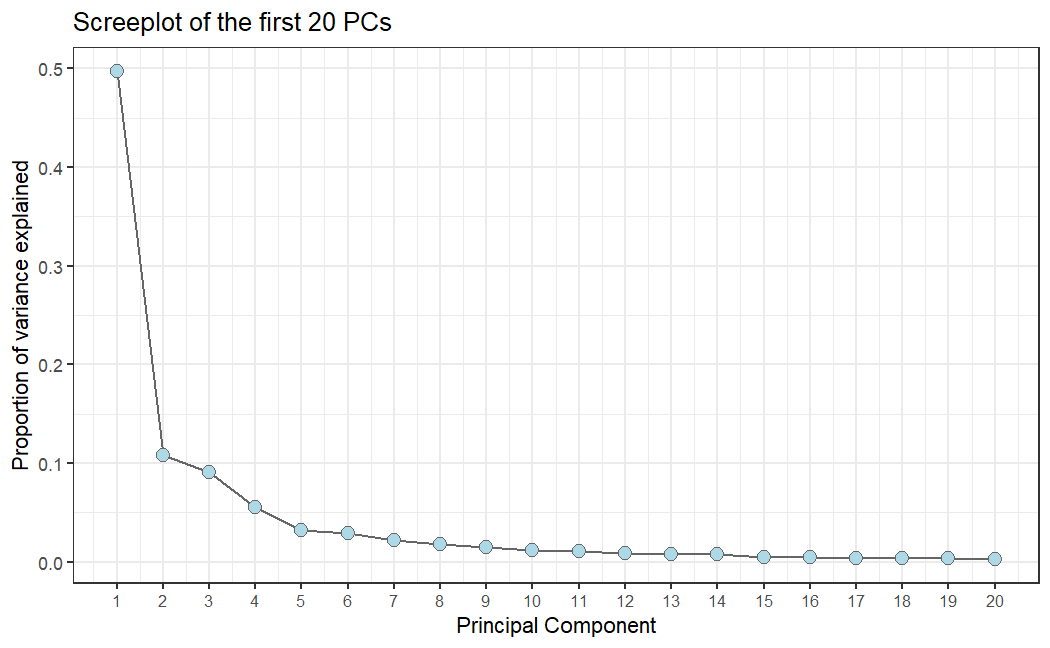 Screeplot of the first 20 PCs
Proportion of variance explained
0.5
0.4
0.3
0.2
0.1
0.0
1 2 3 4 5 6 7 8 9 10 11 12 13 14 15 16 17 18 19 20
Principal Component